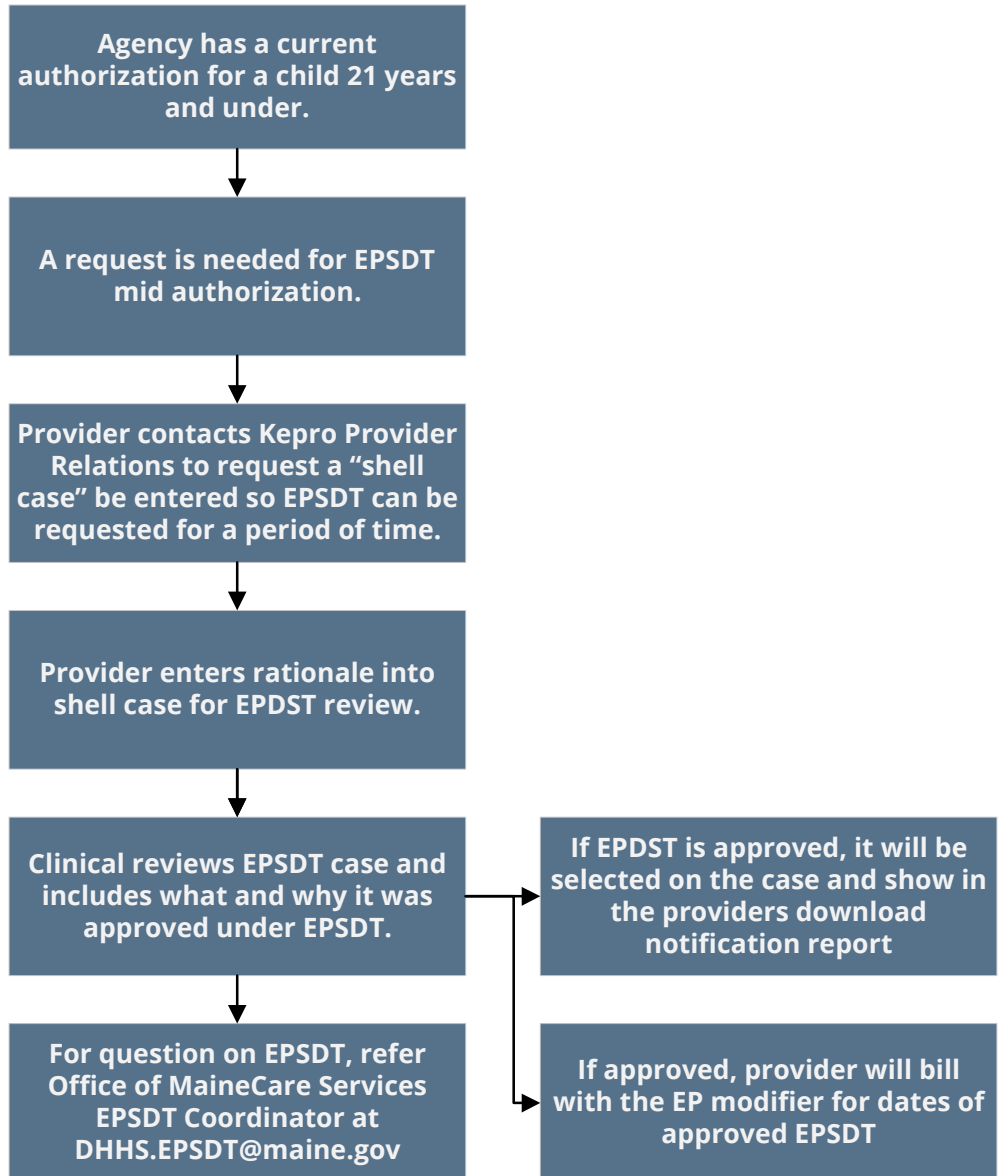 Agency has a current
authorization for a child 21 years
and under.
A request is needed for EPSDT
mid authorization.
Provider contacts Kepro Provider
Relations to request a “shell
case” be entered so EPSDT can be
requested for a period of time.
Provider enters rationale into
shell case for EPDST review.
Clinical reviews EPSDT case and
includes what and why it was
approved under EPSDT.
If EPDST is approved, it will be
selected on the case and show in
the providers download
notification report
For question on EPSDT, refer
Office of MaineCare Services
EPSDT Coordinator at
DHHS.EPSDT@maine.gov
If approved, provider will bill
with the EP modifier for dates of
approved EPSDT